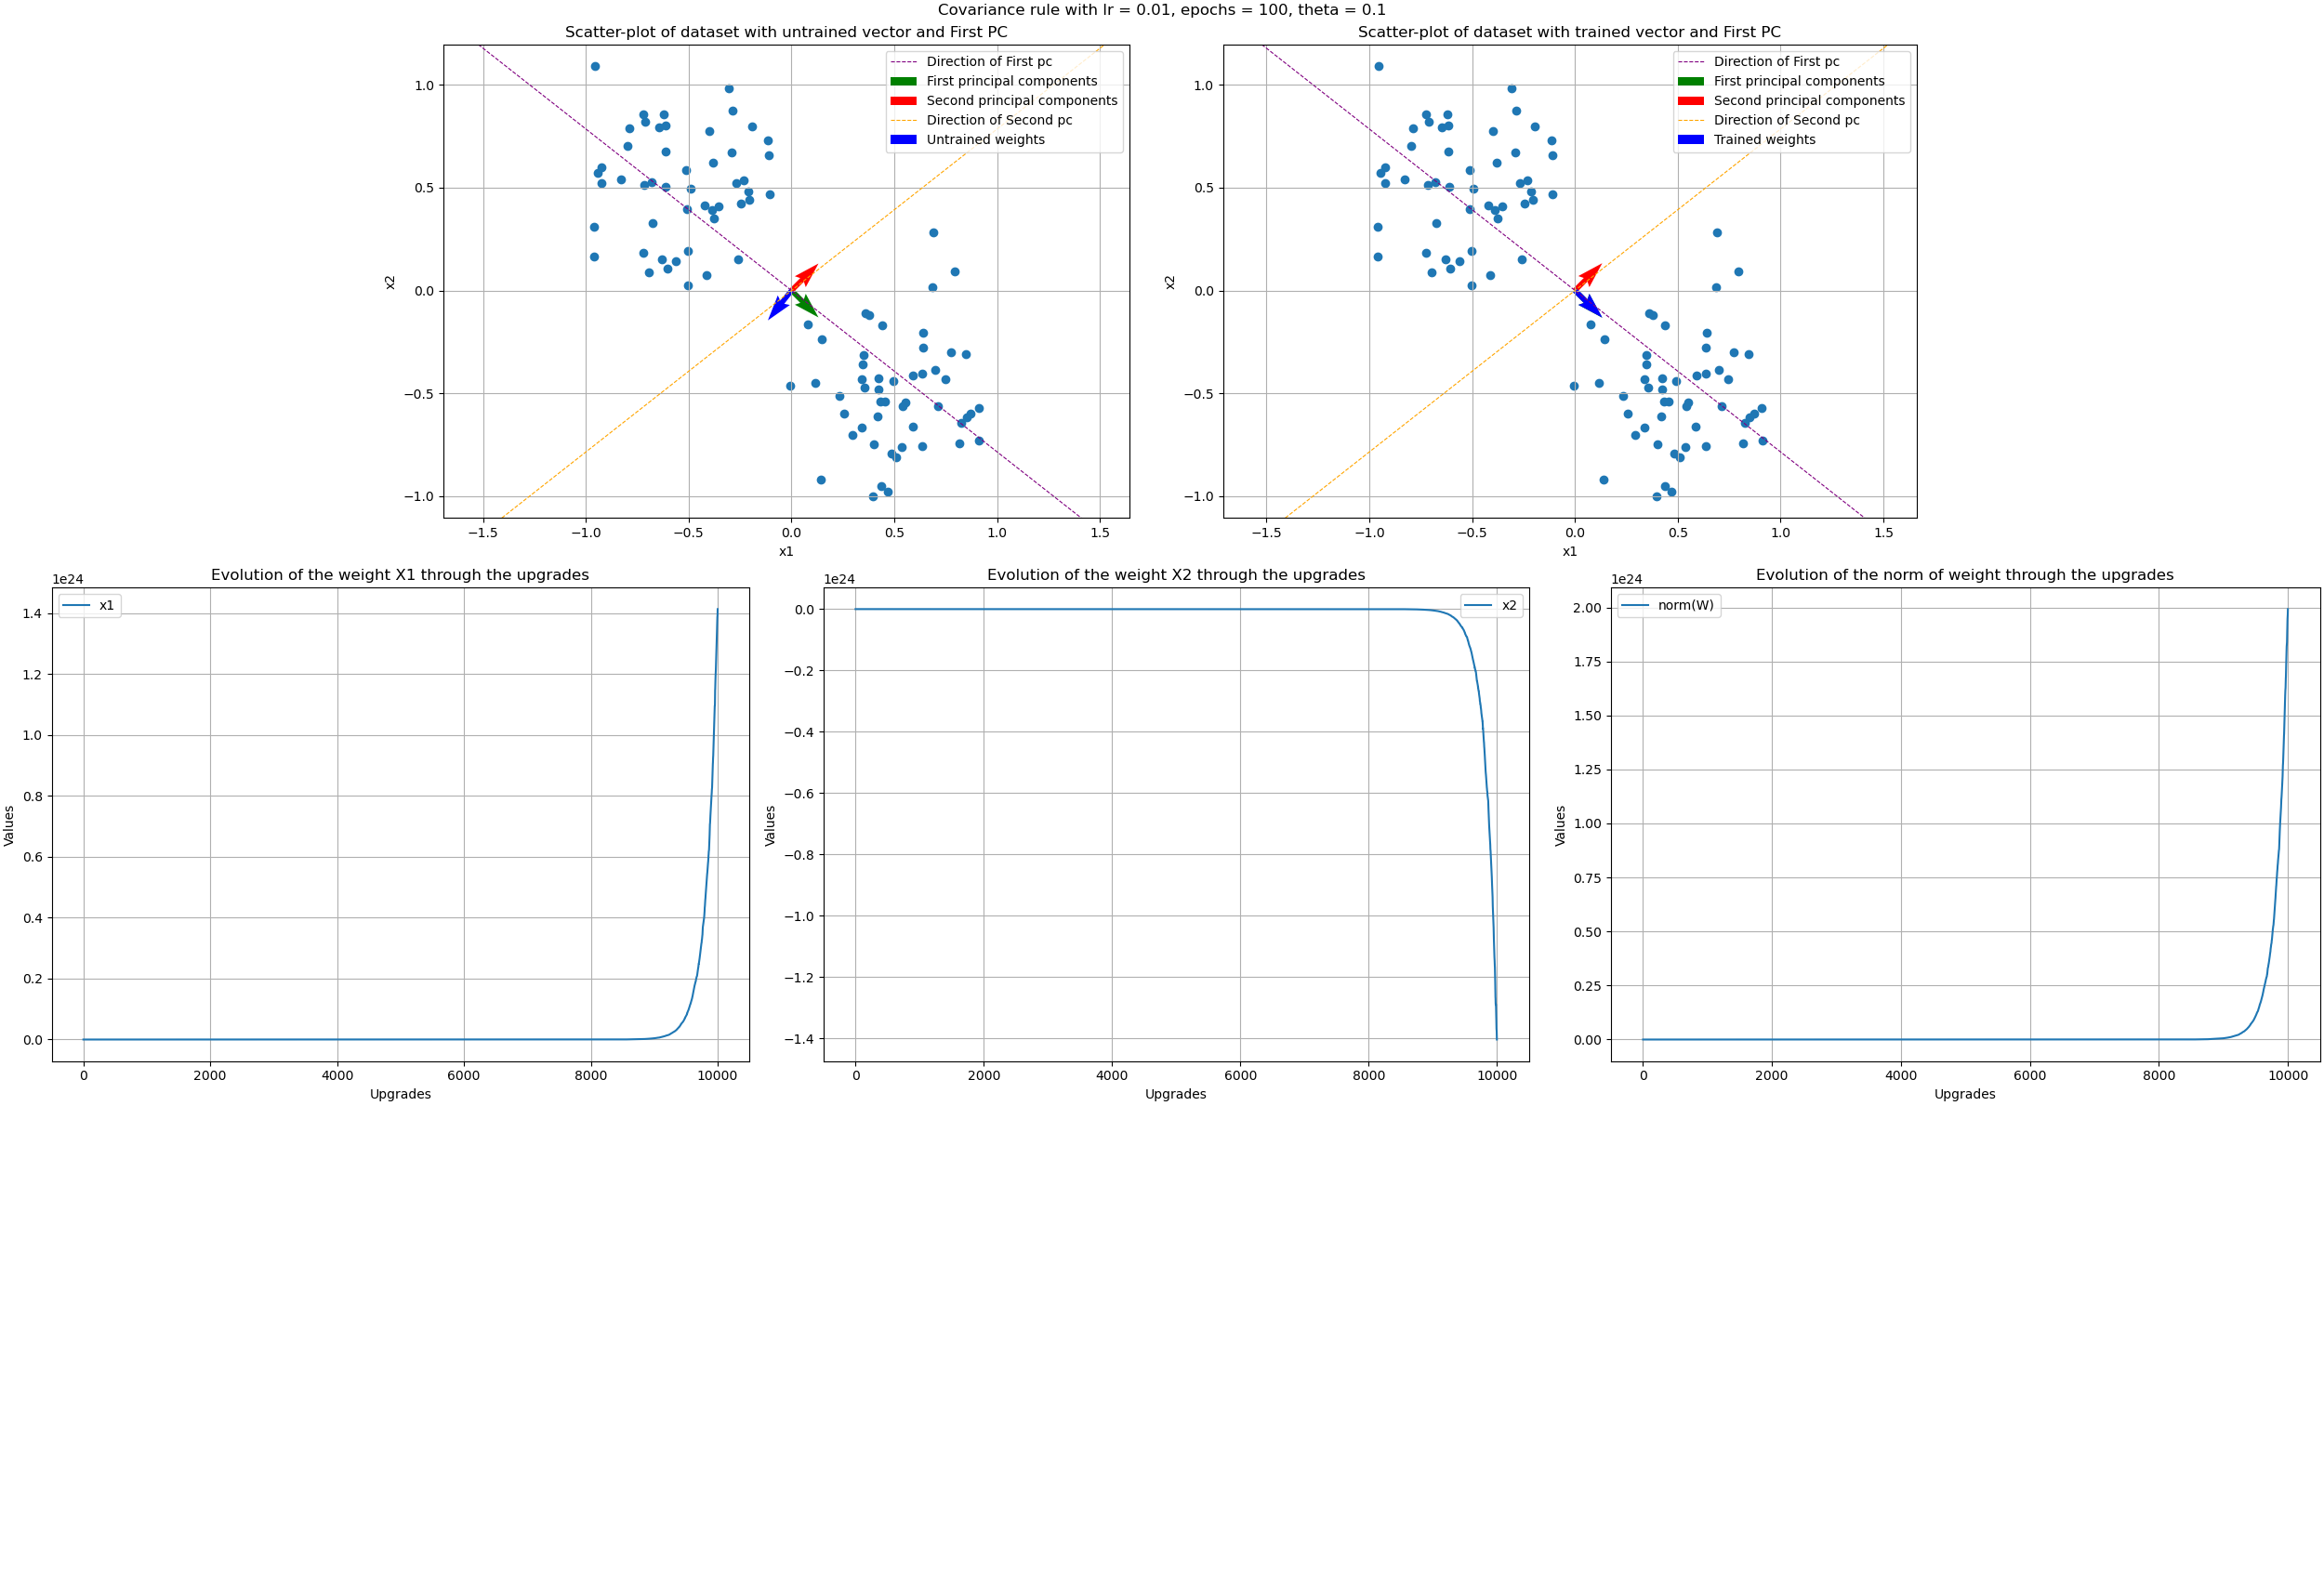 Covariance rule with lr = 0.01, epochs = 100, theta = 0.1
Scatter-plot of dataset with untrained vector and First PC
Direction of First pc
First principal components
Second principal components
Direction of Second pc
Untrained weights
1.0
0.5
0.0
−0.5
−1.0
x2
−1.5
−1.0
−0.5
0.0
0.5
1.0
1.5
x1
Scatter-plot of dataset with trained vector and First PC
Direction of First pc
First principal components
Second principal components
Direction of Second pc
Trained weights
1.0
0.5
0.0
−0.5
−1.0
x2
−1.5
−1.0
−0.5
0.0
0.5
1.0
1.5
x1
Evolution of the weight X1 through the upgrades
1e24
x1
1.4
1.2
1.0
0.8
0.6
0.4
0.2
0.0
Values
0
2000
4000
6000
8000
10000
Upgrades
Evolution of the weight X2 through the upgrades
1e24
x2
0.0
−0.2
−0.4
−0.6
−0.8
−1.0
−1.2
−1.4
Values
0
2000
4000
6000
8000
10000
Upgrades
Evolution of the norm of weight through the upgrades
1e24
norm(W)
2.00
1.75
1.50
1.25
1.00
0.75
0.50
0.25
0.00
Values
0
2000
4000
6000
8000
10000
Upgrades